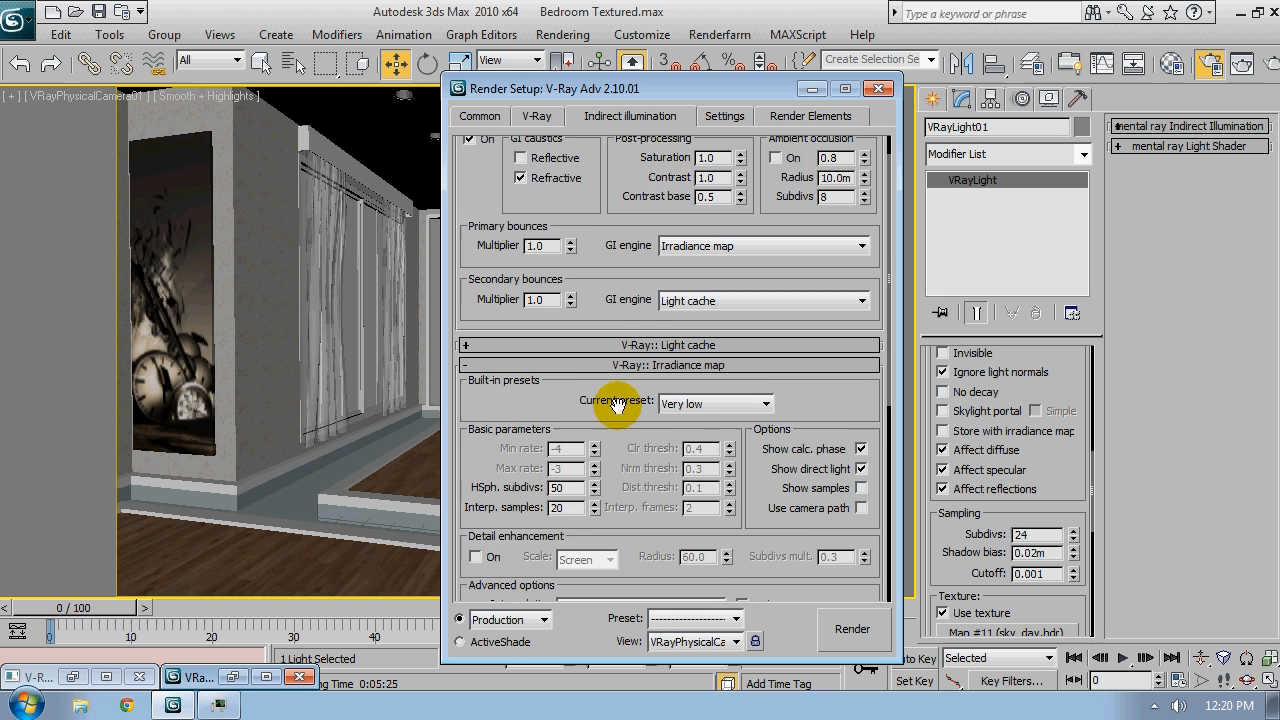 Autodesk 3ds Max 2010 x64 Bedroom Textured.max
Type a keyword or phrase
Edit Tools Group Views Create Modifiers Animation Graph Editors Rendering Customize Renderfarm MAXScript Help
All
View
Create Selection Se
[ + ] [ VRayPhysicalCamera01 ] [ Smooth + Highlights ]
Render Setup: V-Ray Adv 2.10.01
Common V-Ray Indirect illumination Settings Render Elements
On
GI caustics
Reflective
Refractive
Post-processing
Saturation 1.0
Contrast 1.0
Contrast base 0.5
Ambient occlusion
On 0.8
Radius 10.0m
Subdivs 8
Primary bounces
Multiplier 1.0 GI engine Irradiance map
Secondary bounces
Multiplier 1.0 GI engine Light cache
+ V-Ray:: Light cache
- V-Ray:: Irradiance map
Built-in presets
Current preset: Very low
Basic parameters
Min rate: -4 Clr thresh: 0.4
Max rate: -3 Nrm thresh: 0.3
HSph. subdivs: 50 Dist thresh: 0.1
Interp. samples: 20 Interp. frames: 2
Options
Show calc. phase
Show direct light
Show samples
Use camera path
Detail enhancement
On Scale: Screen Radius: 60.0 Subdivs mult. 0.3
Advanced options
Production
ActiveShade
Preset: --------------------
View: VRayPhysicalCa
Render
VRayLight01
Modifier List
VRayLight
Invisible
Ignore light normals
No decay
Skylight portal Simple
Store with irradiance map
Affect diffuse
Affect specular
Affect reflections
Sampling
Subdivs: 24
Shadow bias: 0.02m
Cutoff: 0.001
Texture:
Use texture
Map #11 (sky_day.hdr)
mental ray Indirect Illumination
+ mental ray Light Shader
< 0 / 100 >
0 10 20 30 40
1 Light Selected
ng Time 0:05:25
Add Time Tag
uto Key Selected
Set Key Key Filters...
0
V-R... VRa...
12:20 PM